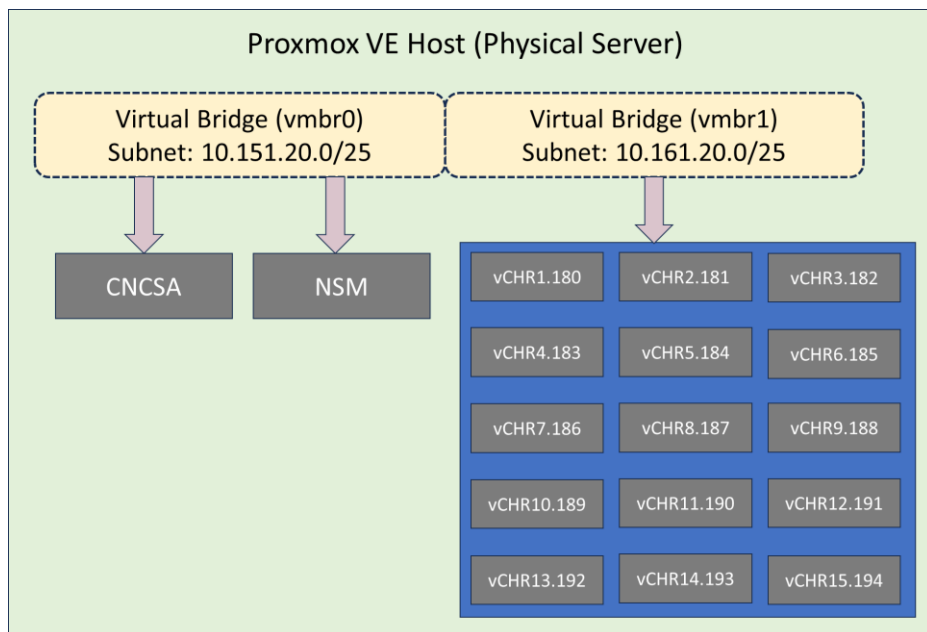 Proxmox VE Host (Physical Server)
Virtual Bridge (vmbr0)
Subnet: 10.151.20.0/25
Virtual Bridge (vmbr1)
Subnet: 10.161.20.0/25
CNCSA
NSM
vCHR1.180
vCHR2.181
vCHR3.182
vCHR4.183
vCHR5.184
vCHR6.185
vCHR7.186
vCHR8.187
vCHR9.188
vCHR10.189
vCHR11.190
vCHR12.191
vCHR13.192
vCHR14.193
vCHR15.194